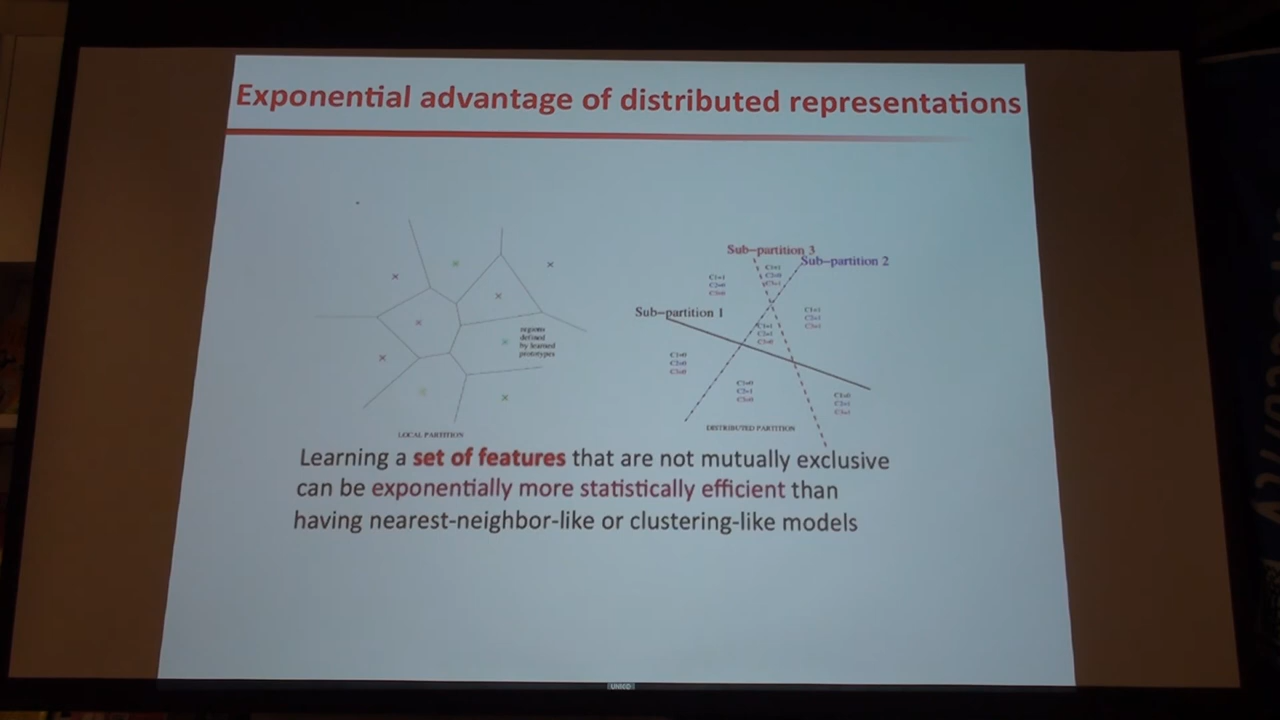 Exponential advantage of distributed representations
Sub-partition 3
Sub-partition 2
Sub-partition 1
regions
defined
by learned
prototypes
LOCAL PARTITION
DISTRIBUTED PARTITION
Learning a set of features that are not mutually exclusive
can be exponentially more statistically efficient than
having nearest-neighbor-like or clustering-like models